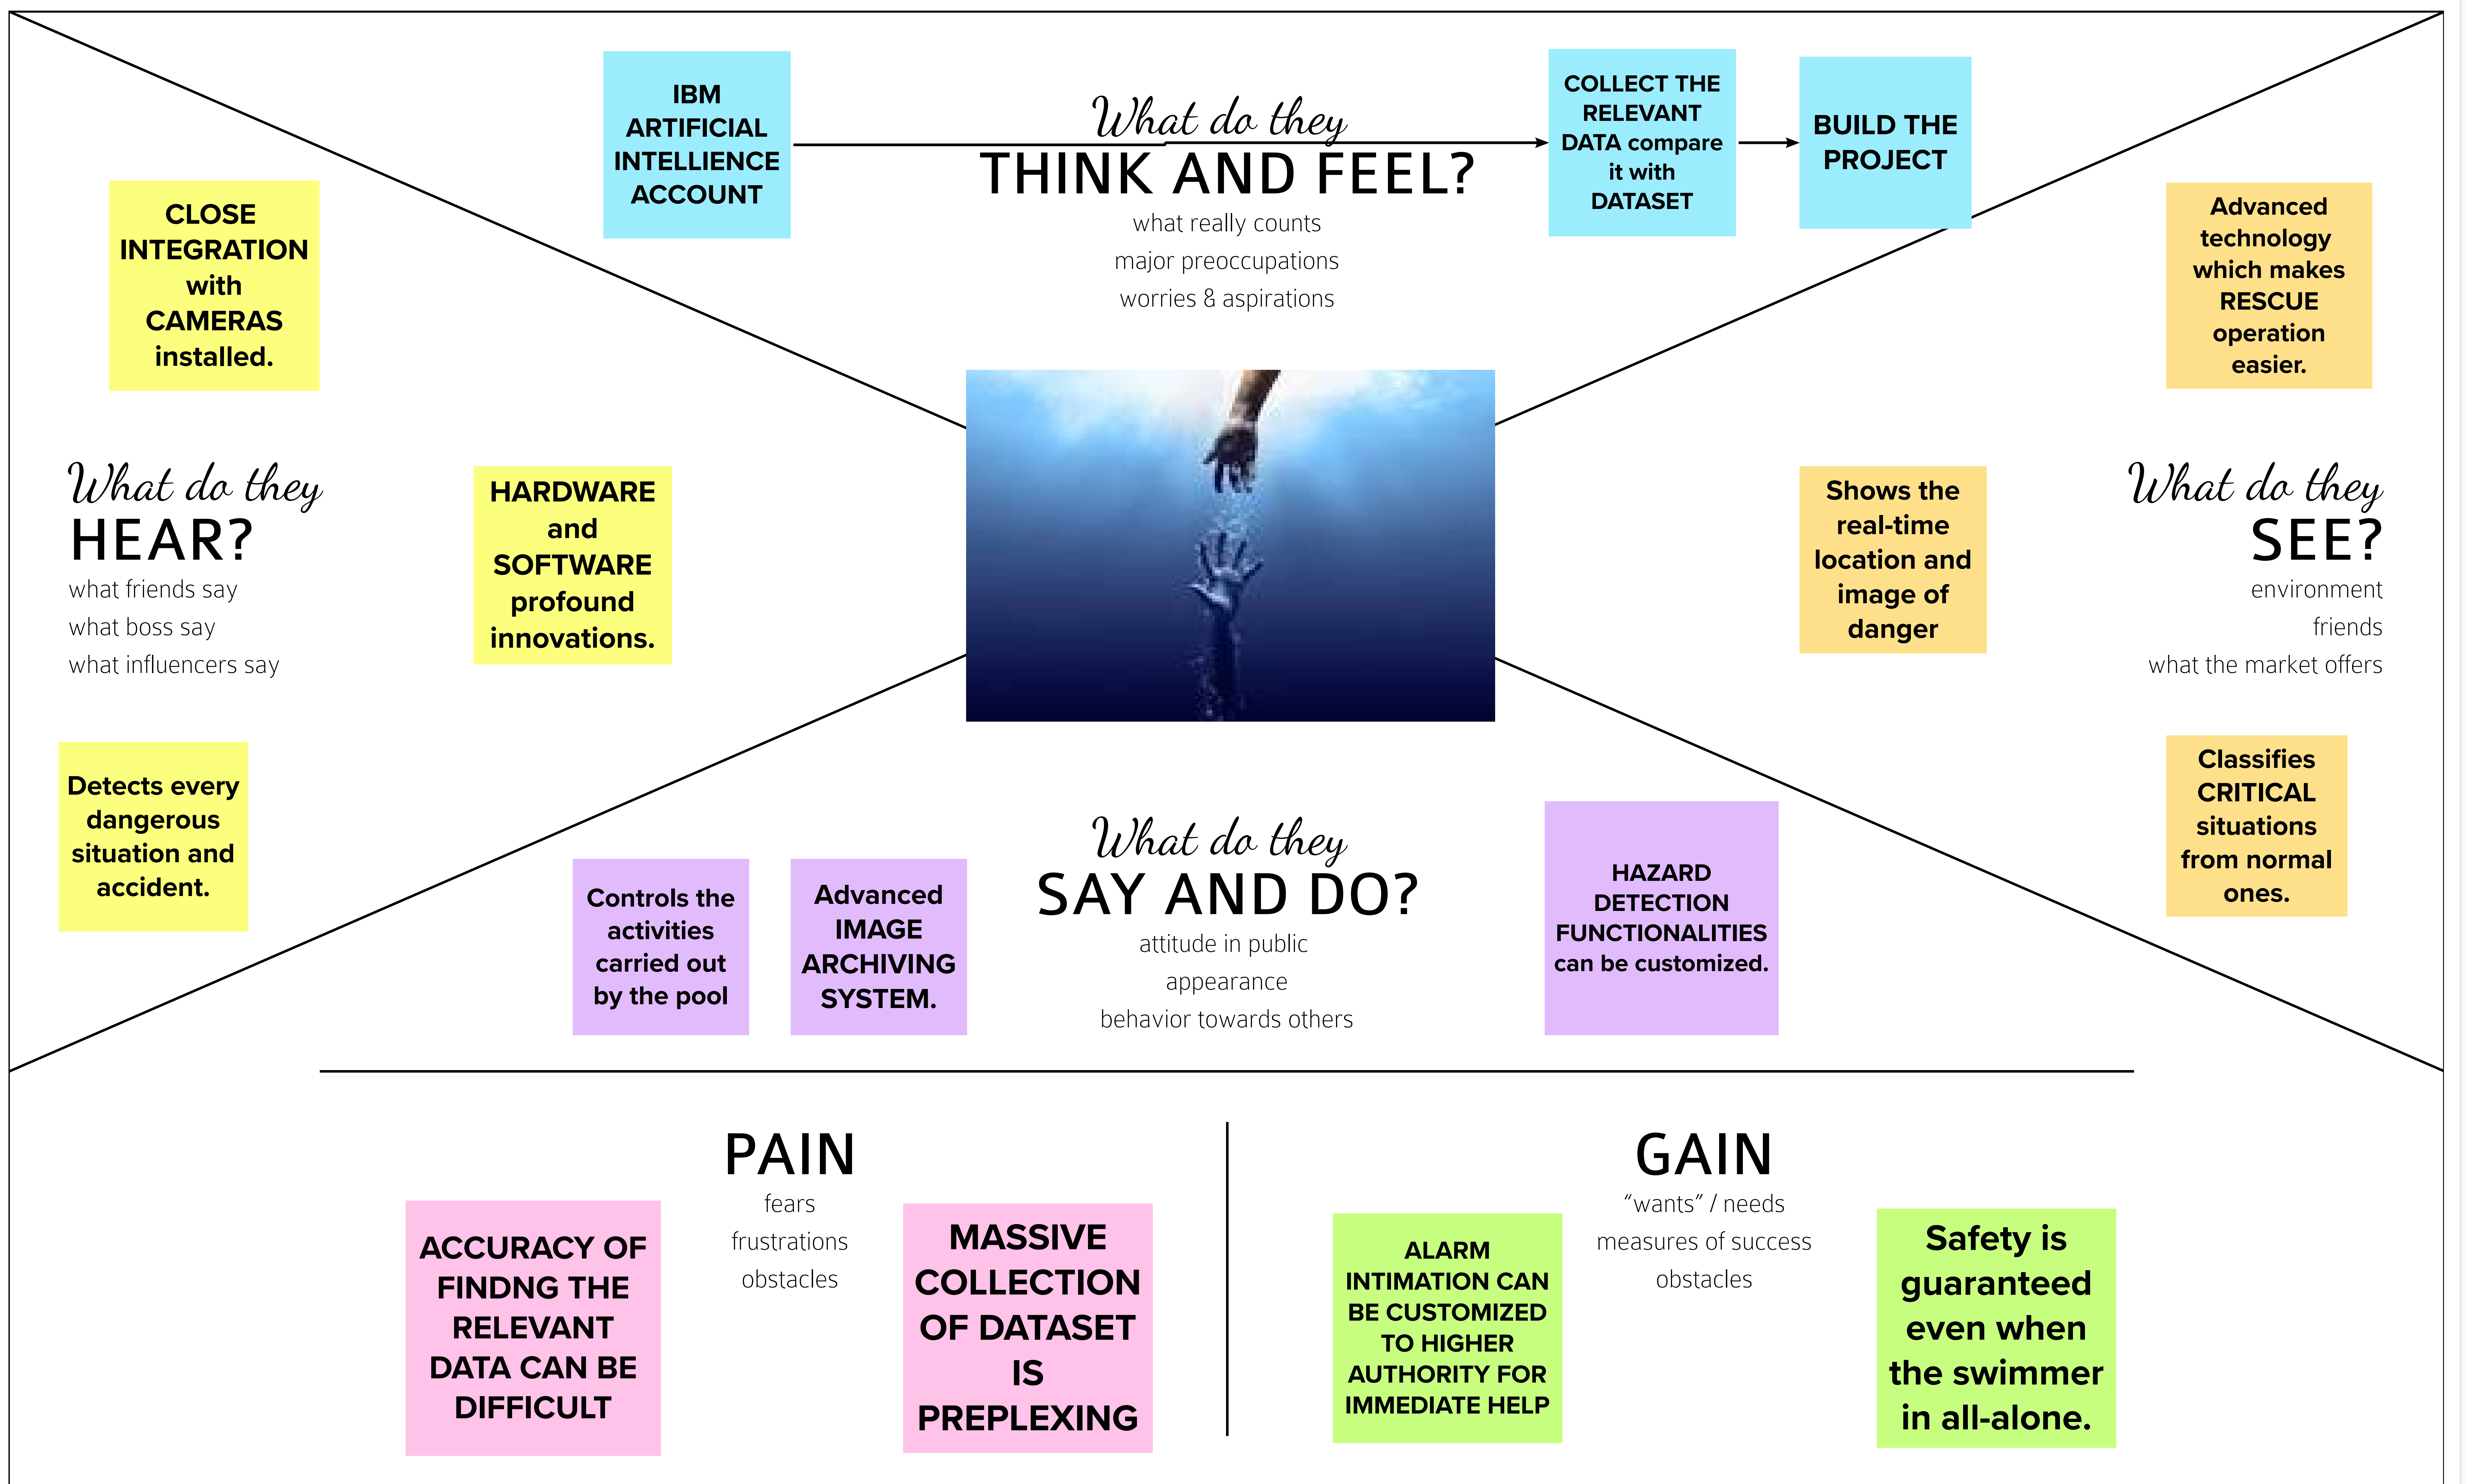 IBM
ARTIFICIAL
INTELLIENCE
ACCOUNT
What do they
THINK AND FEEL?
what really counts
major preoccupations
worries & aspirations
COLLECT THE
RELEVANT
DATA compare
it with
DATASET
BUILD THE
PROJECT
CLOSE
INTEGRATION
with
CAMERAS
installed.
What do they
HEAR?
what friends say
what boss say
what influencers say
HARDWARE
and
SOFTWARE
profound
innovations.
Detects every
dangerous
situation and
accident.
Advanced
technology
which makes
RESCUE
operation
easier.
Shows the
real-time
location and
image of
danger
What do they
SEE?
environment
friends
what the market offers
Classifies
CRITICAL
situations
from normal
ones.
Controls the
activities
carried out
by the pool
Advanced
IMAGE
ARCHIVING
SYSTEM.
What do they
SAY AND DO?
attitude in public
appearance
behavior towards others
HAZARD
DETECTION
FUNCTIONALITIES
can be customized.
PAIN
fears
frustrations
obstacles
ACCURACY OF
FINDNG THE
RELEVANT
DATA CAN BE
DIFFICULT
MASSIVE
COLLECTION
OF DATASET
IS
PREPLEXING
GAIN
“wants” / needs
measures of success
obstacles
ALARM
INTIMATION CAN
BE CUSTOMIZED
TO HIGHER
AUTHORITY FOR
IMMEDIATE HELP
Safety is
guaranteed
even when
the swimmer
in all-alone.